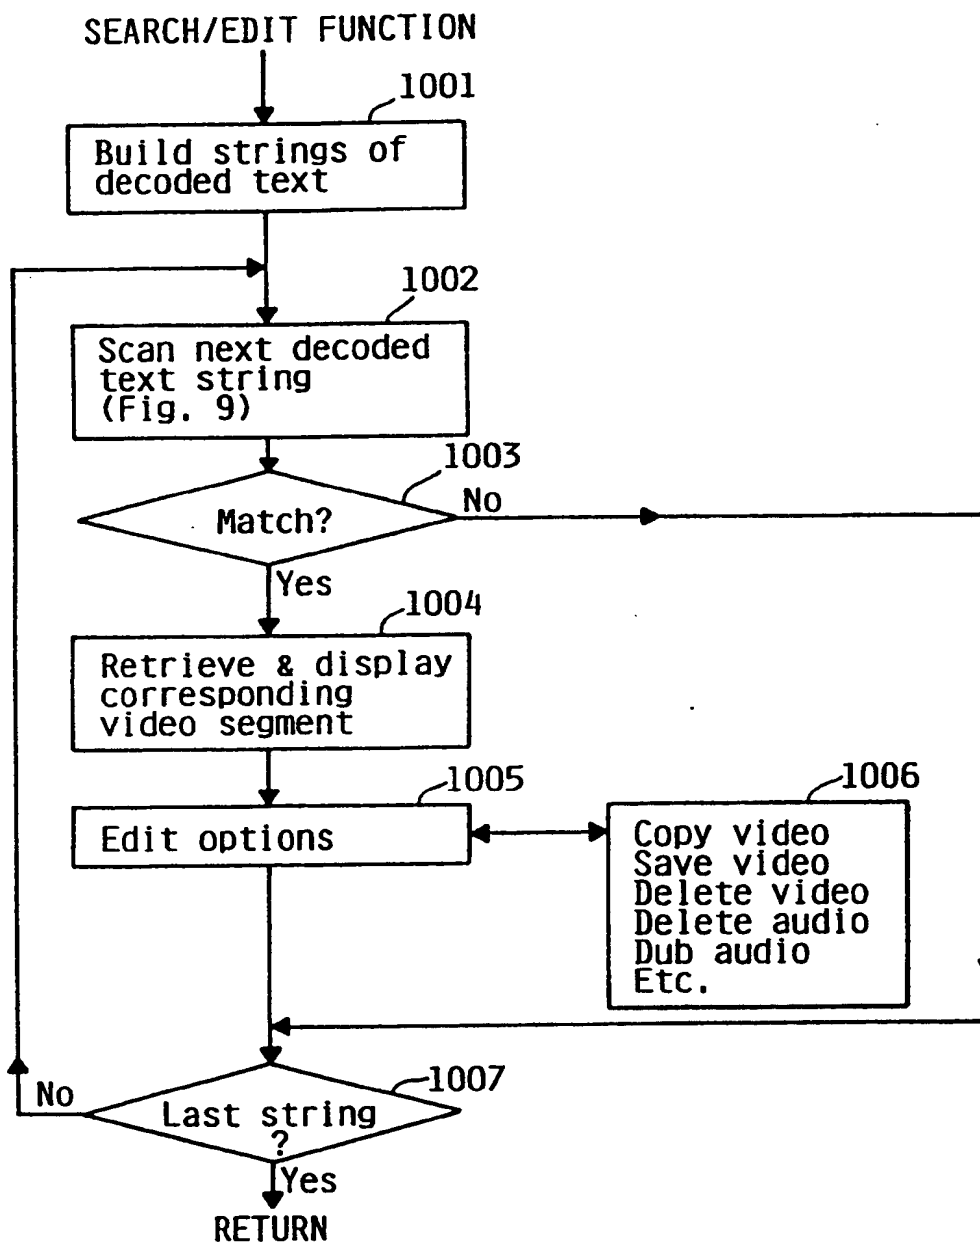 SEARCH/EDIT FUNCTION
1001
Build strings of
decoded text
1002
Scan next decoded
text string
(Fig. 9)
1003
Match?
No
Yes
1004
Retrieve & display
corresponding
video segment
1005
Edit options
1006
Copy video
Save video
Delete video
Delete audio
Dub audio
Etc.
1007
Last string
?
No
Yes
RETURN